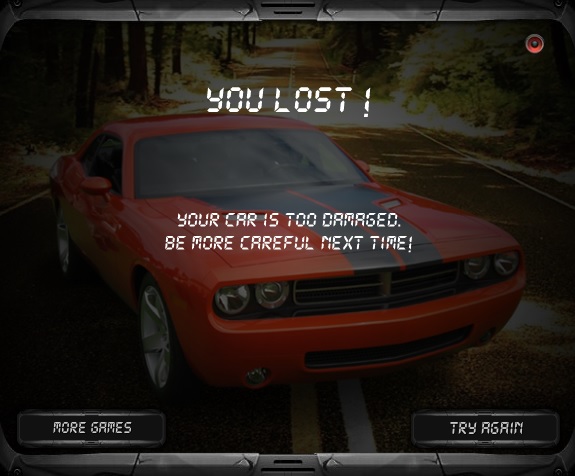 YOU LOST !
YOUR CAR IS TOO DAMAGED.
BE MORE CAREFUL NEXT TIME!
MORE GAMES
TRY AGAIN